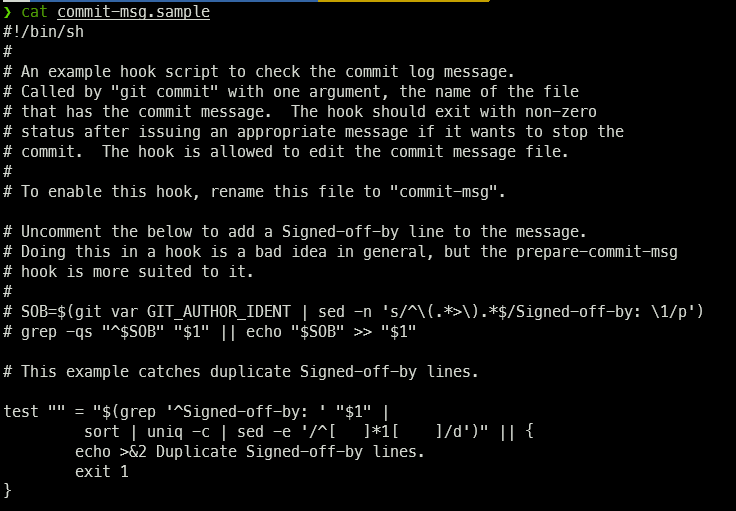 ❯ cat commit-msg.sample
#!/bin/sh
#
# An example hook script to check the commit log message.
# Called by "git commit" with one argument, the name of the file
# that has the commit message.  The hook should exit with non-zero
# status after issuing an appropriate message if it wants to stop the
# commit.  The hook is allowed to edit the commit message file.
#
# To enable this hook, rename this file to "commit-msg".

# Uncomment the below to add a Signed-off-by line to the message.
# Doing this in a hook is a bad idea in general, but the prepare-commit-msg
# hook is more suited to it.
#
# SOB=$(git var GIT_AUTHOR_IDENT | sed -n 's/^\(.*>\).*$/Signed-off-by: \1/p')
# grep -qs "^$SOB" "$1" || echo "$SOB" >> "$1"

# This example catches duplicate Signed-off-by lines.

test "" = "$(grep '^Signed-off-by: ' "$1" |
         sort | uniq -c | sed -e '/^[   ]*1[    ]/d')" || {
        echo >&2 Duplicate Signed-off-by lines.
        exit 1
}